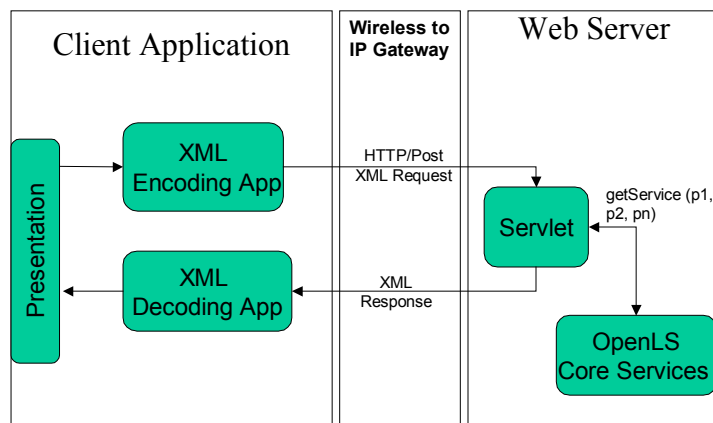 Client Application
Wireless to
IP Gateway
Web Server
Presentation
XML
Encoding App
HTTP/Post
XML Request
Servlet
getService (p1,
p2, pn)
XML
Decoding App
XML
Response
OpenLS
Core Services